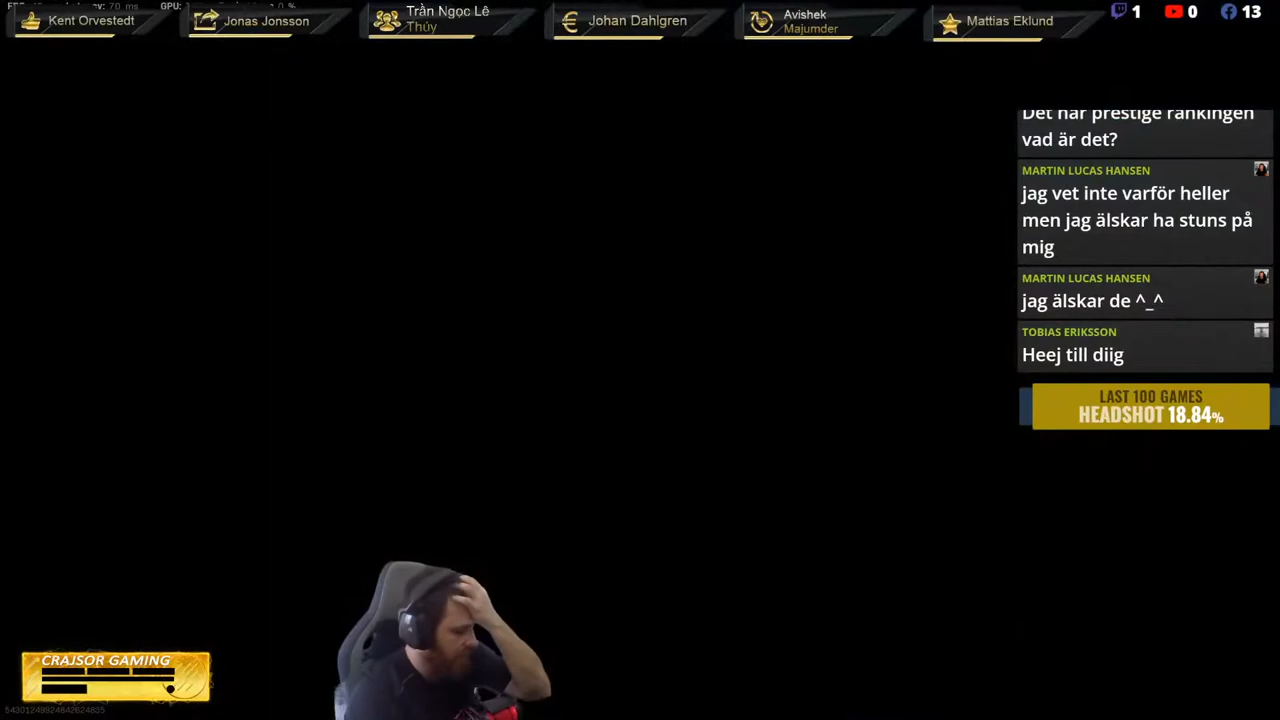 Kent Orvestedt
Jonas Jonsson
Trần Ngọc Lê
Thúy
Johan Dahlgren
Avishek
Majumder
Mattias Eklund
1
0
13
Det här prestige rankingen
vad är det?
MARTIN LUCAS HANSEN
jag vet inte varför heller
men jag älskar ha stuns på
mig
MARTIN LUCAS HANSEN
jag älskar de ^_^
TOBIAS ERIKSSON
Heej till diig
LAST 100 GAMES
HEADSHOT 18.84%
CRAJSOR GAMING
54301249924842624835